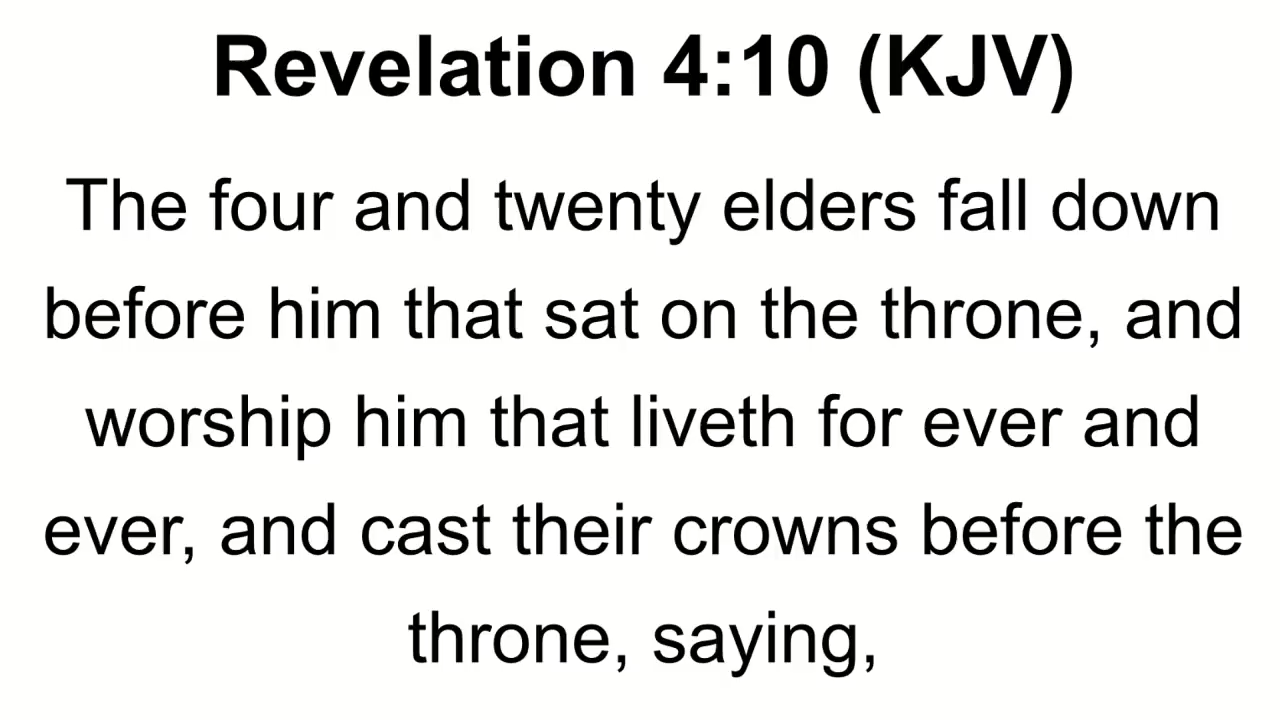 Revelation 4:10 (KJV)
The four and twenty elders fall down
before him that sat on the throne, and
worship him that liveth for ever and
ever, and cast their crowns before the
throne, saying,